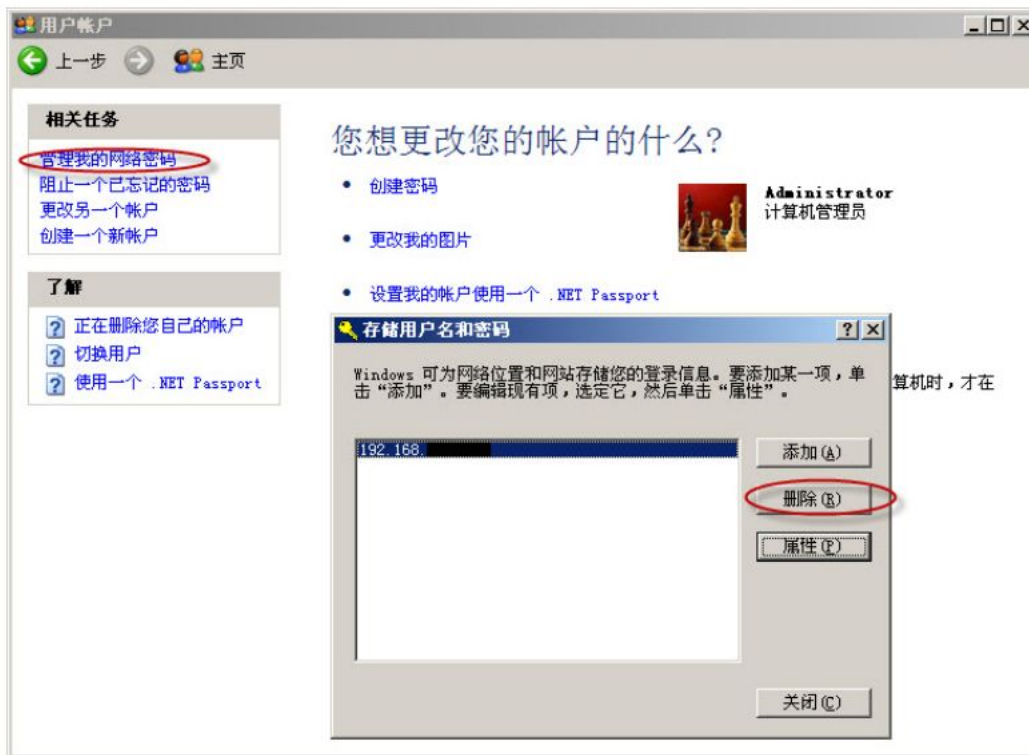 用户帐户
上一步 主页
相关任务
管理我的网络密码
阻止一个已忘记的密码
更改另一个帐户
创建一个新帐户
了解
正在删除您自己的帐户
切换用户
使用一个 .NET Passport
您想更改您的帐户的什么?
创建密码
更改我的图片
设置我的帐户使用一个 .NET Passport
Administrator
计算机管理员
算机时，才在
存储用户名和密码
Windows 可为网络位置和网站存储您的登录信息。要添加某一项，单
击“添加”。要编辑现有项，选定它，然后单击“属性”。
192.168.
添加(A)
删除(R)
属性(P)
关闭(C)